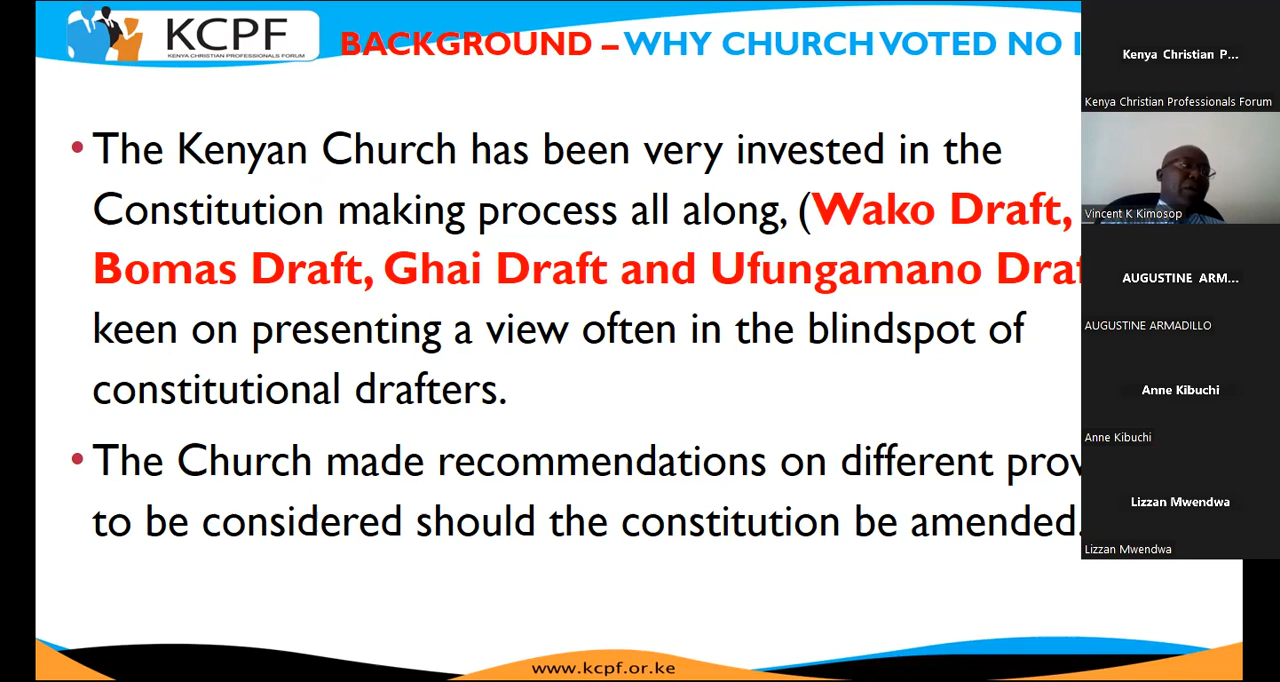 KCPF
KENYA CHRISTIAN PROFESSIONALS FORUM
BACKGROUND – WHY CHURCH VOTED NO
• The Kenyan Church has been very invested in the
Constitution making process all along, (Wako Draft,
Bomas Draft, Ghai Draft and Ufungamano
keen on presenting a view often in the blindspot of
constitutional drafters.
• The Church made recommendations on different
to be considered should the constitution be amended.
www.kcpf.or.ke
Kenya Christian P...
Kenya Christian Professionals Forum
Vincent K Kimosop
AUGUSTINE ARM...
AUGUSTINE ARMADILLO
Anne Kibuchi
Anne Kibuchi
Lizzan Mwendwa
Lizzan Mwendwa